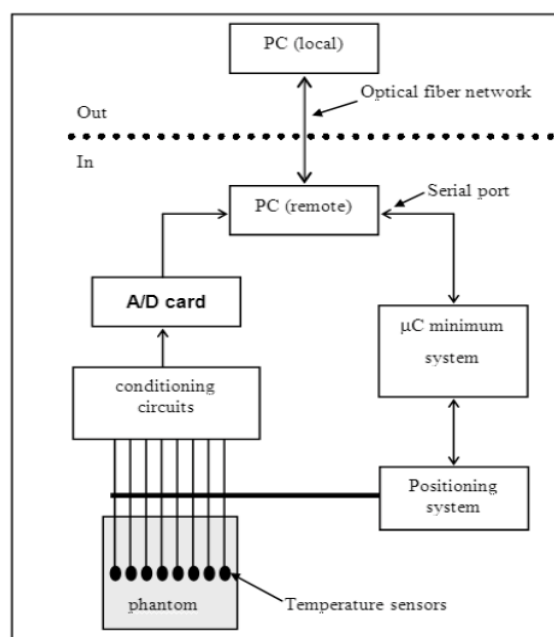 PC (local)
Optical fiber network
Out
In
PC (remote)
Serial port
A/D card
µC minimum
system
conditioning
circuits
Positioning
system
phantom
Temperature sensors